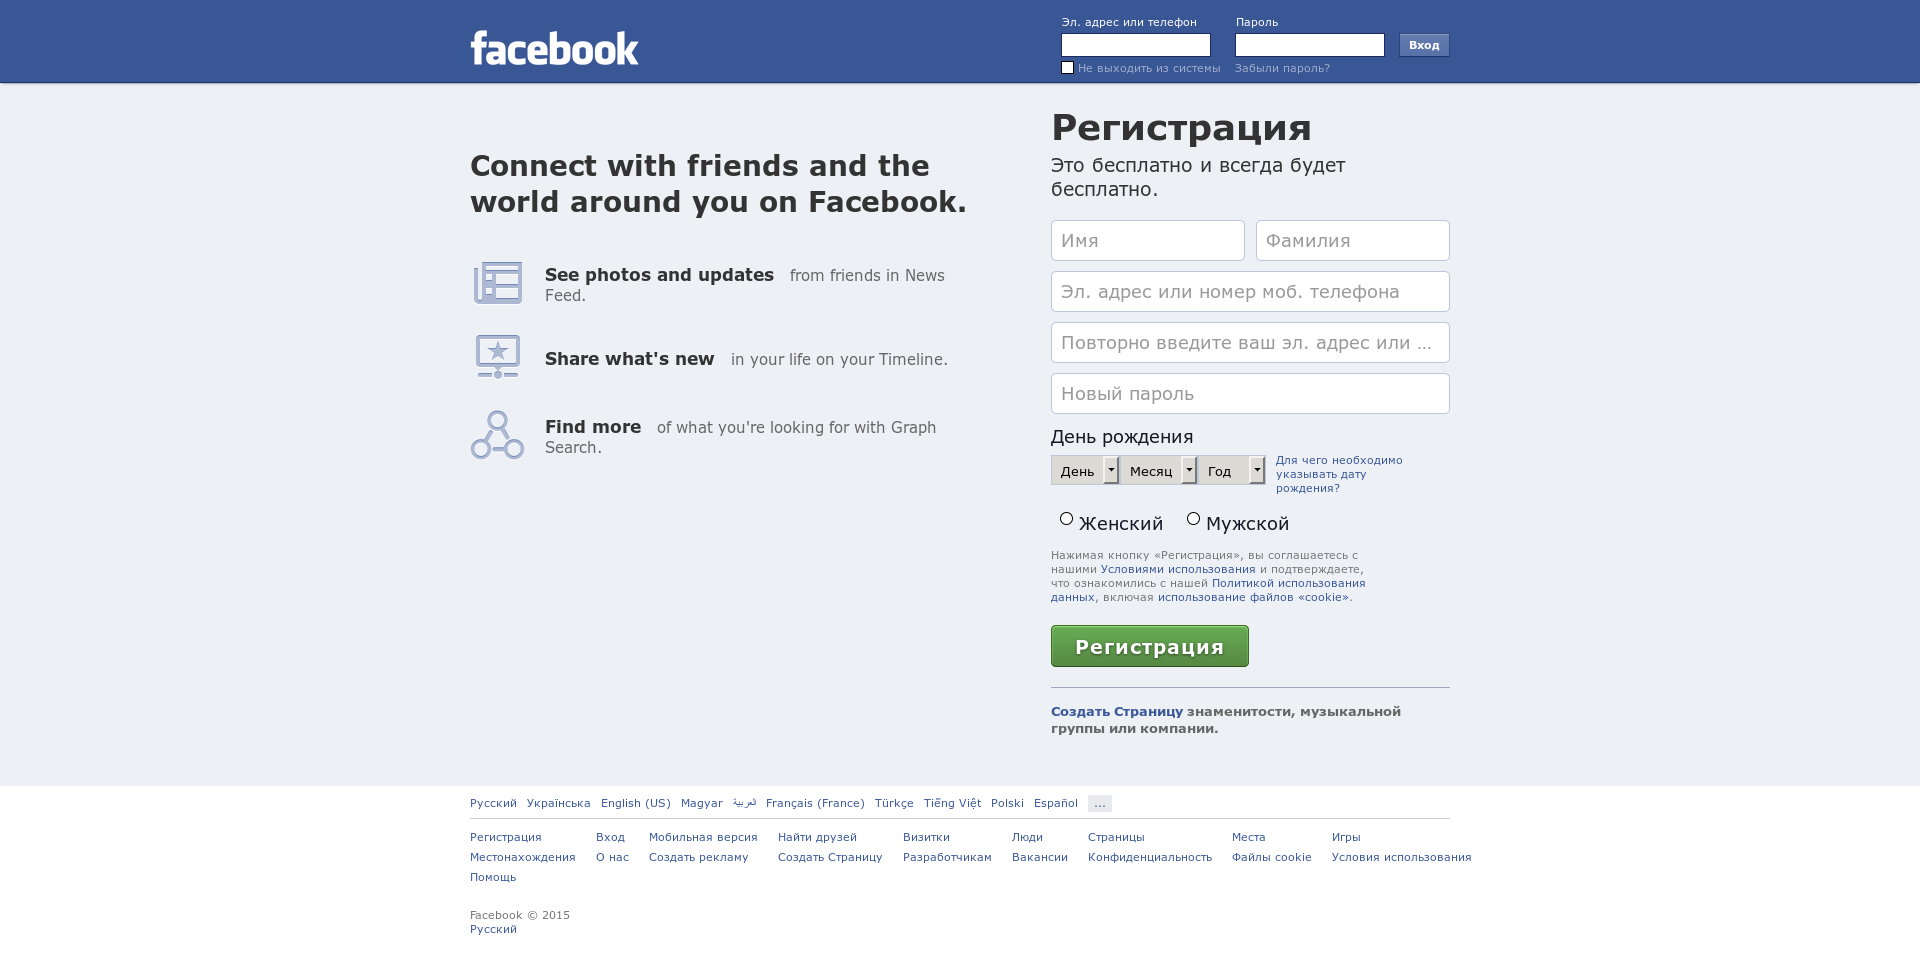 facebook
Эл. адрес или телефон
Пароль
Вход
Не выходить из системы
Забыли пароль?
Connect with friends and the
world around you on Facebook.
See photos and updates from friends in News
Feed.
Share what's new in your life on your Timeline.
Find more of what you're looking for with Graph
Search.
Регистрация
Это бесплатно и всегда будет
бесплатно.
Имя
Фамилия
Эл. адрес или номер моб. телефона
Повторно введите ваш эл. адрес или ...
Новый пароль
День рождения
День Месяц Год
Для чего необходимо
указывать дату
рождения?
Женский Мужской
Нажимая кнопку «Регистрация», вы соглашаетесь с
нашими Условиями использования и подтверждаете,
что ознакомились с нашей Политикой использования
данных, включая использование файлов «cookie».
Регистрация
Создать Страницу знаменитости, музыкальной
группы или компании.
Русский Українська English (US) Magyar العربية Français (France) Türkçe Tiếng Việt Polski Español ...
Регистрация Вход Мобильная версия Найти друзей Визитки Люди Страницы Места Игры
Местонахождения О нас Создать рекламу Создать Страницу Разработчикам Вакансии Конфиденциальность Файлы cookie Условия использования
Помощь
Facebook © 2015
Русский